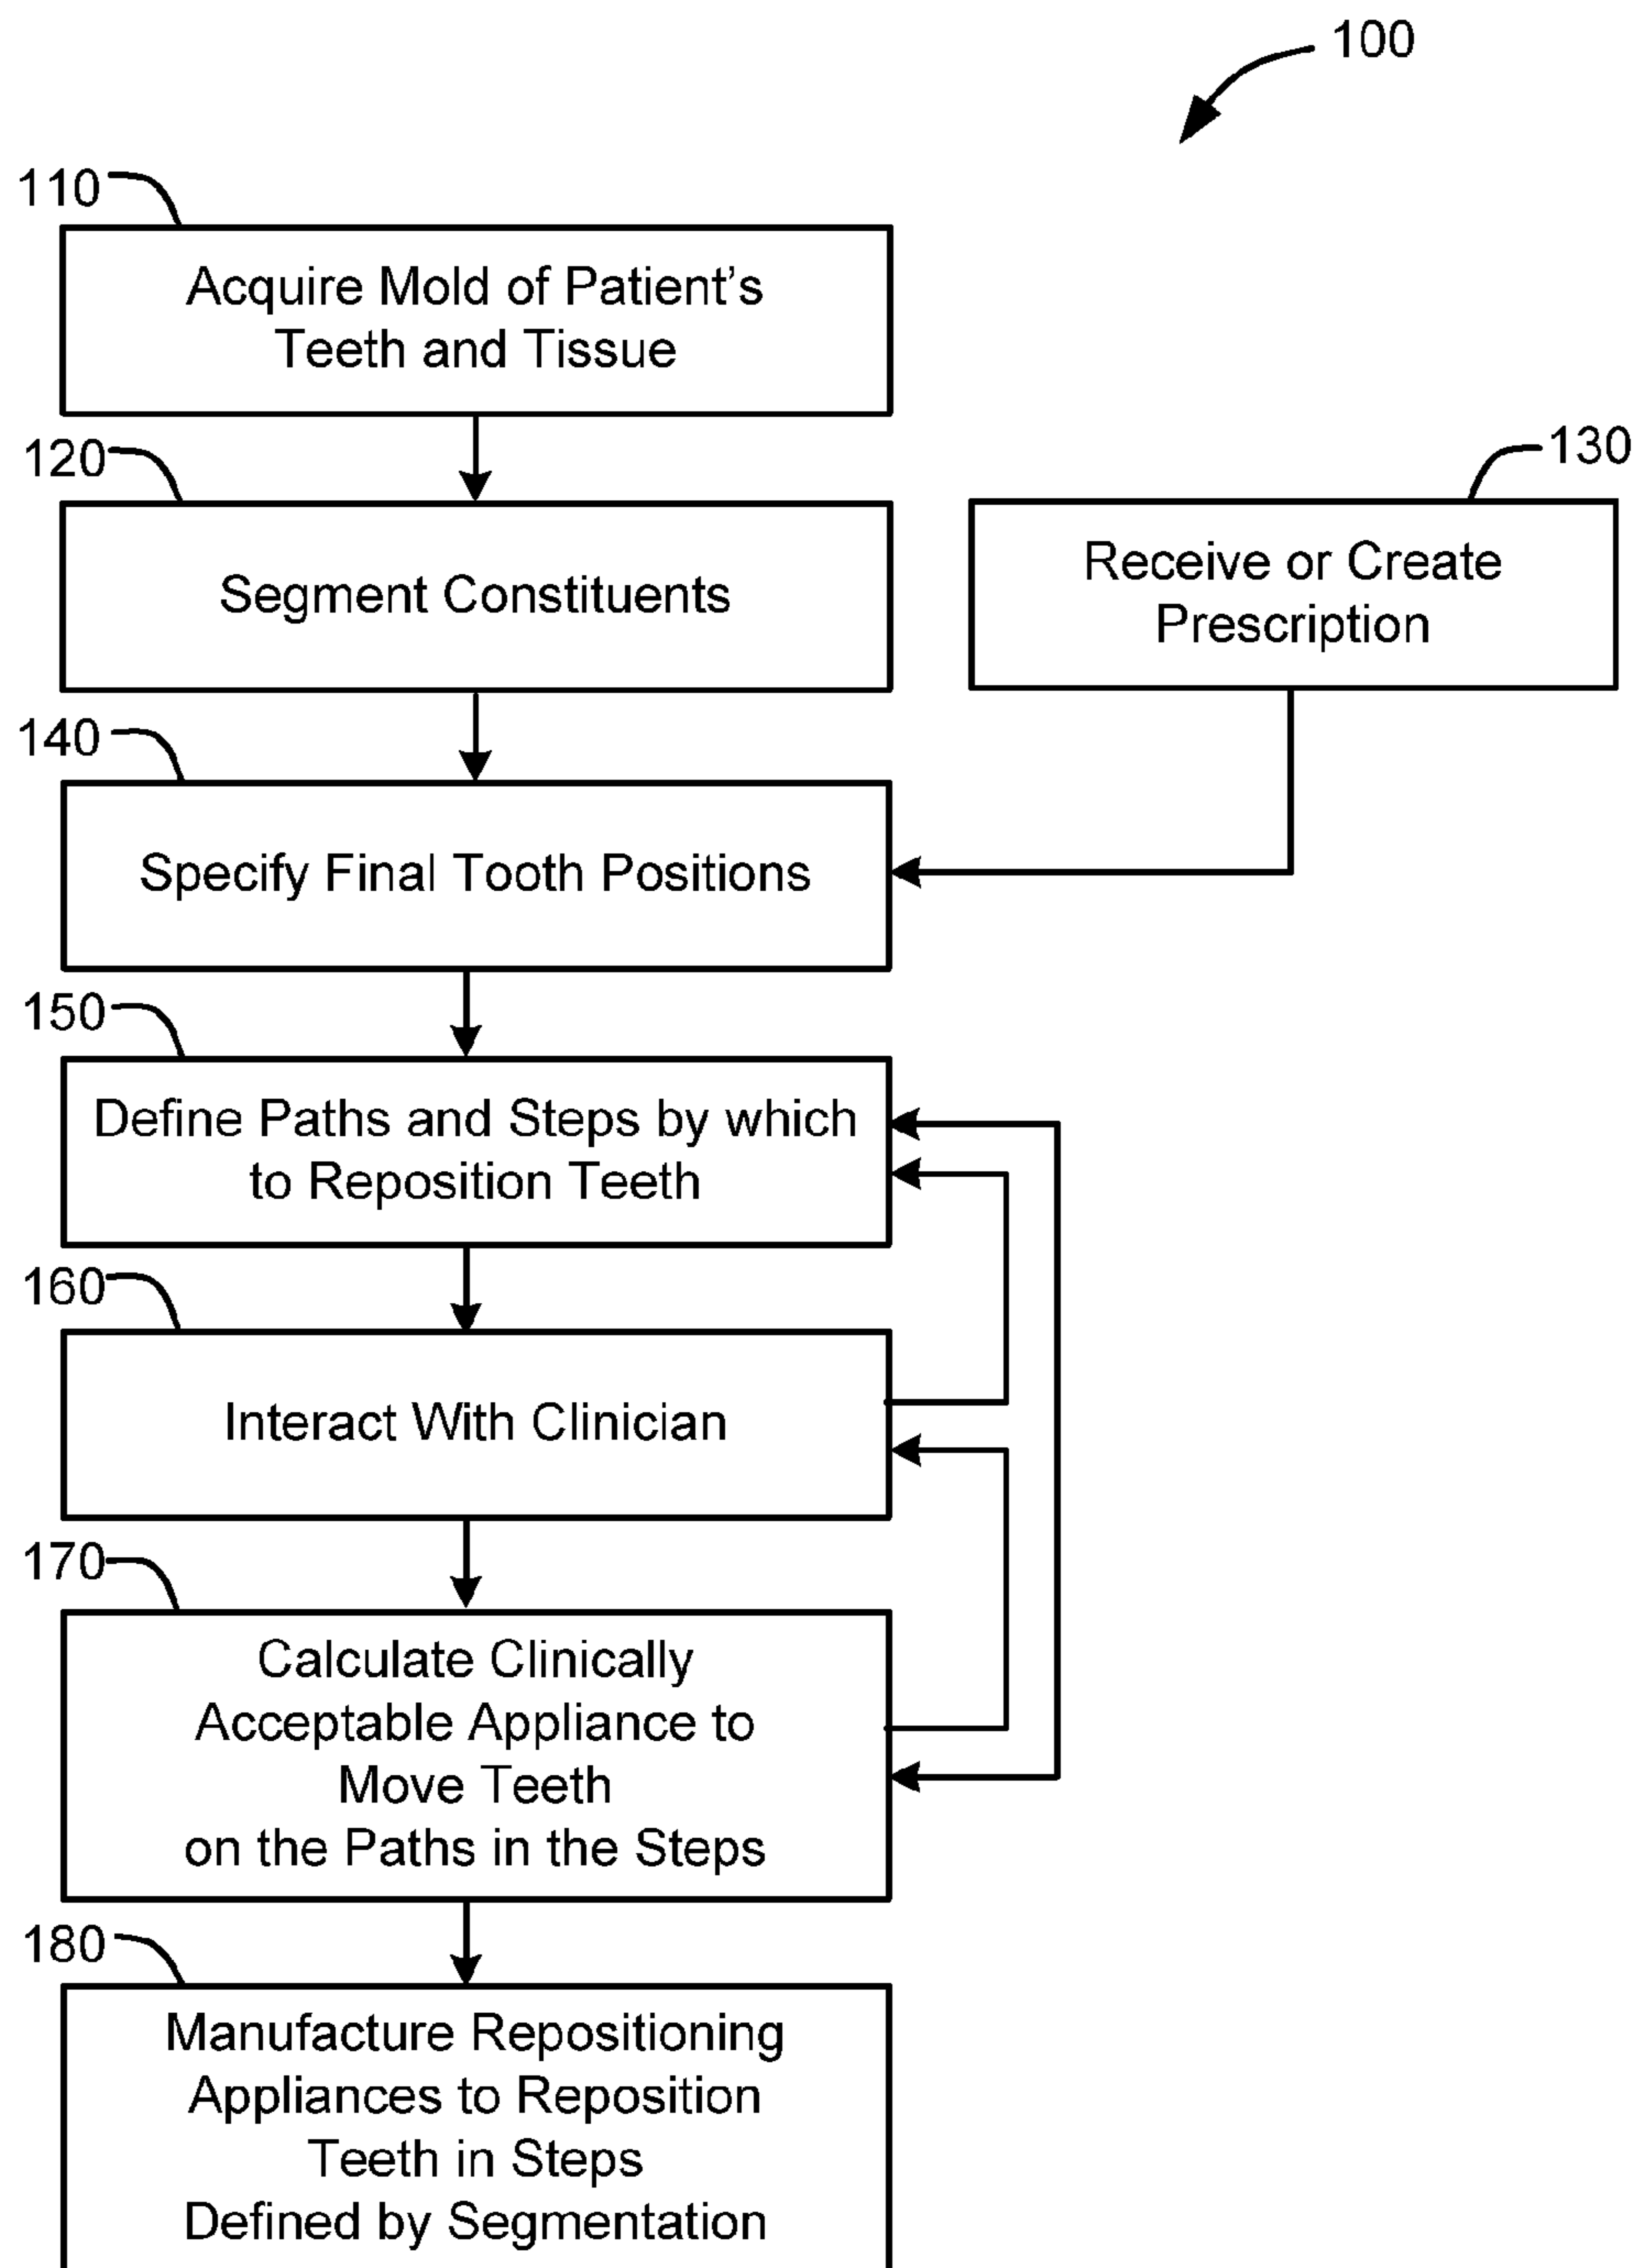 100
110
Acquire Mold of Patient's
Teeth and Tissue
120
Segment Constituents
130
Receive or Create
Prescription
140
Specify Final Tooth Positions
150
Define Paths and Steps by which
to Reposition Teeth
160
Interact With Clinician
170
Calculate Clinically
Acceptable Appliance to
Move Teeth
on the Paths in the Steps
180
Manufacture Repositioning
Appliances to Reposition
Teeth in Steps
Defined by Segmentation